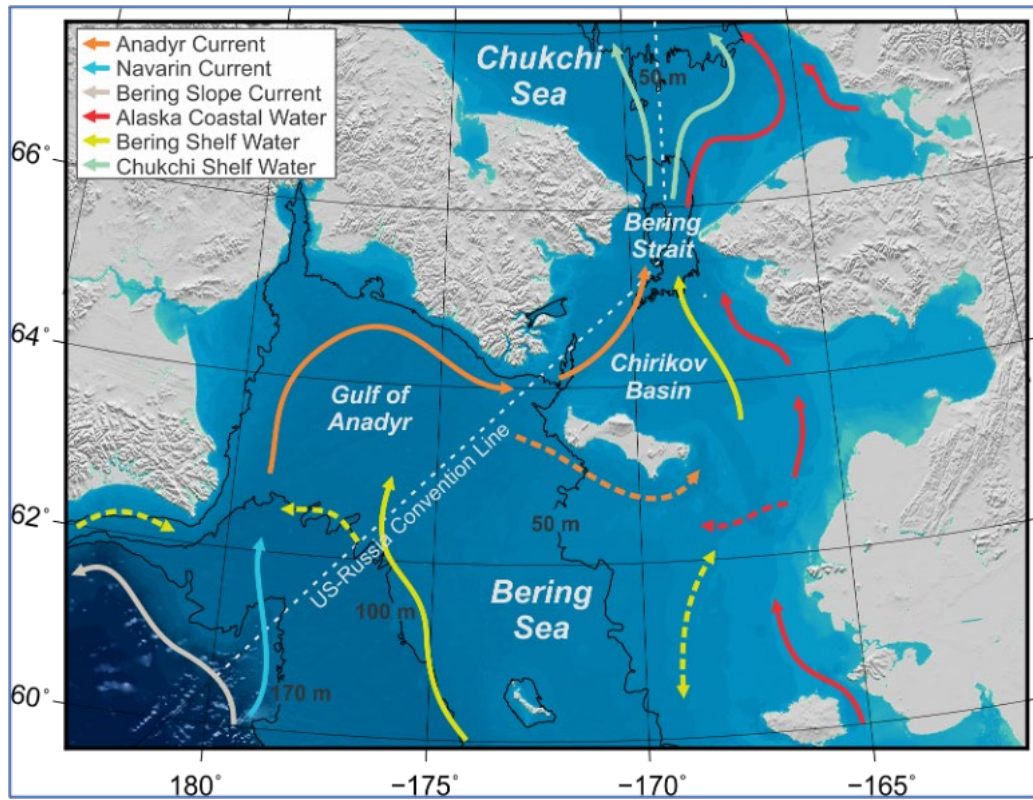 Anadyr Current
Navarin Current
Bering Slope Current
Alaska Coastal Water
Bering Shelf Water
Chukchi Shelf Water
Chukchi
Sea
50 m
66˚
Bering
Strait
64˚
Chirikov
Basin
Gulf of
Anadyr
US-Russia Convention Line
62˚
50 m
Bering
Sea
100 m
60˚
170 m
180˚
−175˚
−170˚
−165˚